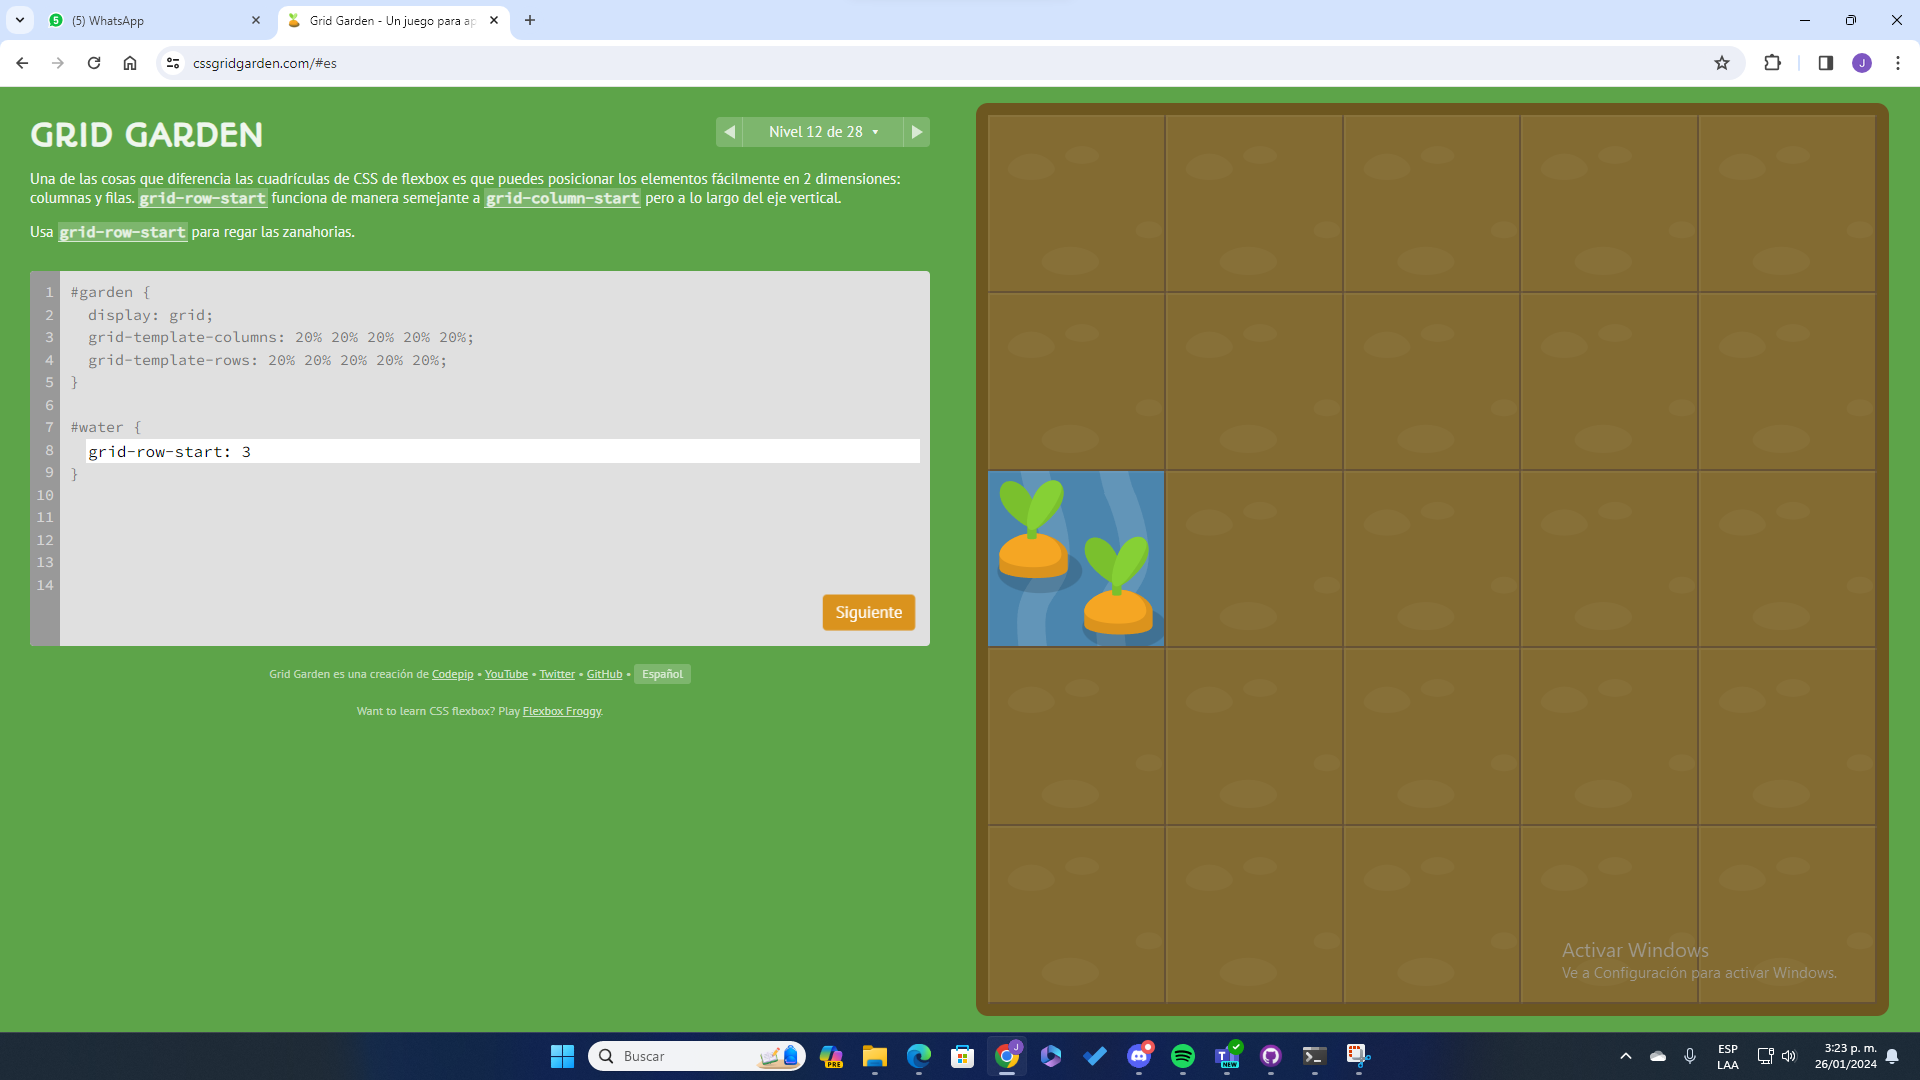 (5) WhatsApp
Grid Garden - Un juego para ap
cssgridgarden.com/#es
J
GRID GARDEN
Nivel 12 de 28
Una de las cosas que diferencia las cuadrículas de CSS de flexbox es que puedes posicionar los elementos fácilmente en 2 dimensiones:
columnas y filas. grid-row-start funciona de manera semejante a grid-column-start pero a lo largo del eje vertical.
Usa grid-row-start para regar las zanahorias.
1 #garden {
2 display: grid;
3 grid-template-columns: 20% 20% 20% 20% 20%;
4 grid-template-rows: 20% 20% 20% 20% 20%;
5 }
6
7 #water {
8 grid-row-start: 3
9 }
10
11
12
13
14
Siguiente
Grid Garden es una creación de Codepip • YouTube • Twitter • GitHub • Español
Want to learn CSS flexbox? Play Flexbox Froggy.
Activar Windows
Ve a Configuración para activar Windows.
Buscar
PRE
NEW
ESP
LAA
3:23 p. m.
26/01/2024